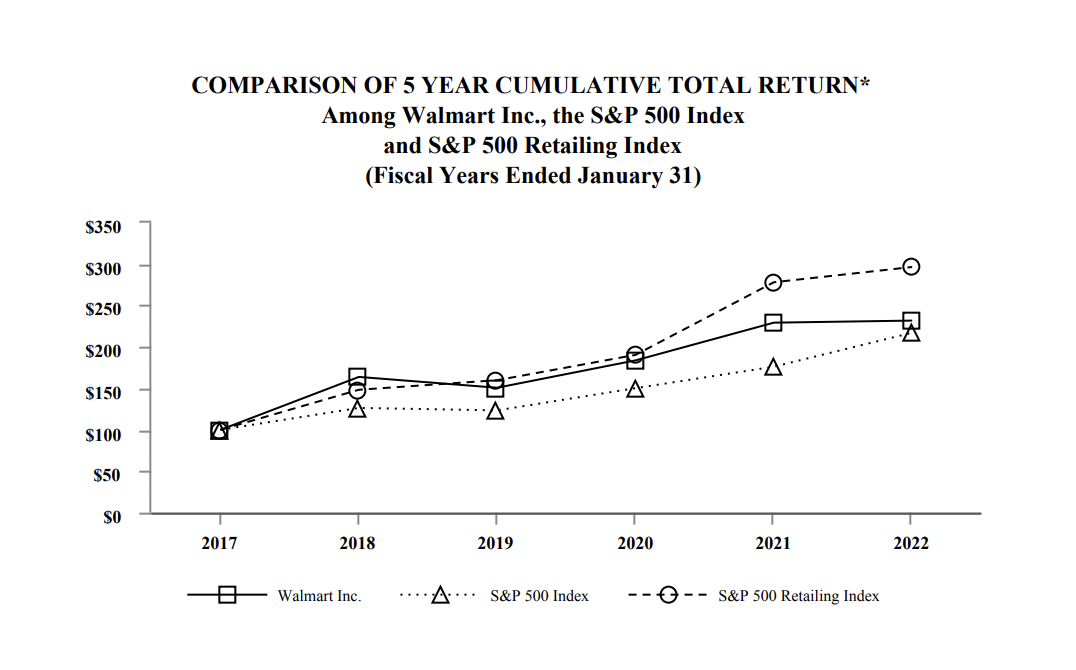 COMPARISON OF 5 YEAR CUMULATIVE TOTAL RETURN*
Among Walmart Inc., the S&P 500 Index
and S&P 500 Retailing Index
(Fiscal Years Ended January 31)
$350
$300
$250
$200
$150
$100
$50
$0
2017 2018 2019 2020 2021 2022
Walmart Inc. S&P 500 Index S&P 500 Retailing Index